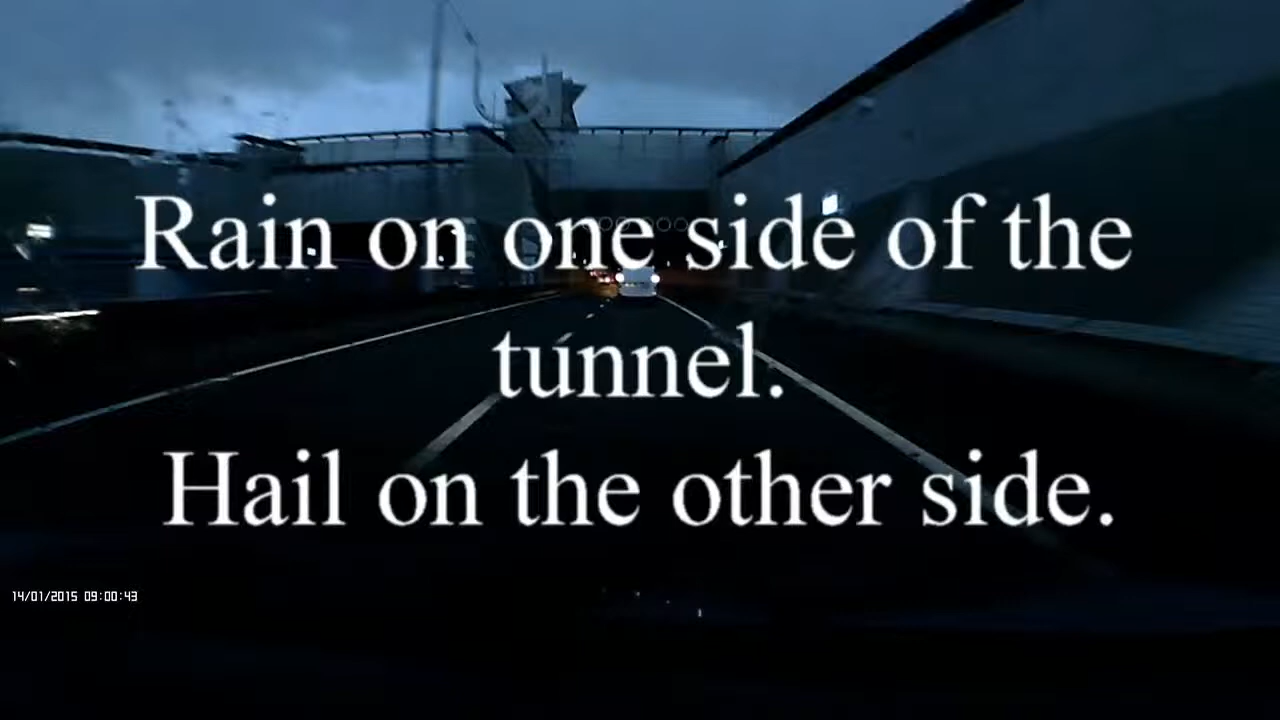 Rain on one side of the
tunnel.
Hail on the other side.
14/01/2015 09:00:43